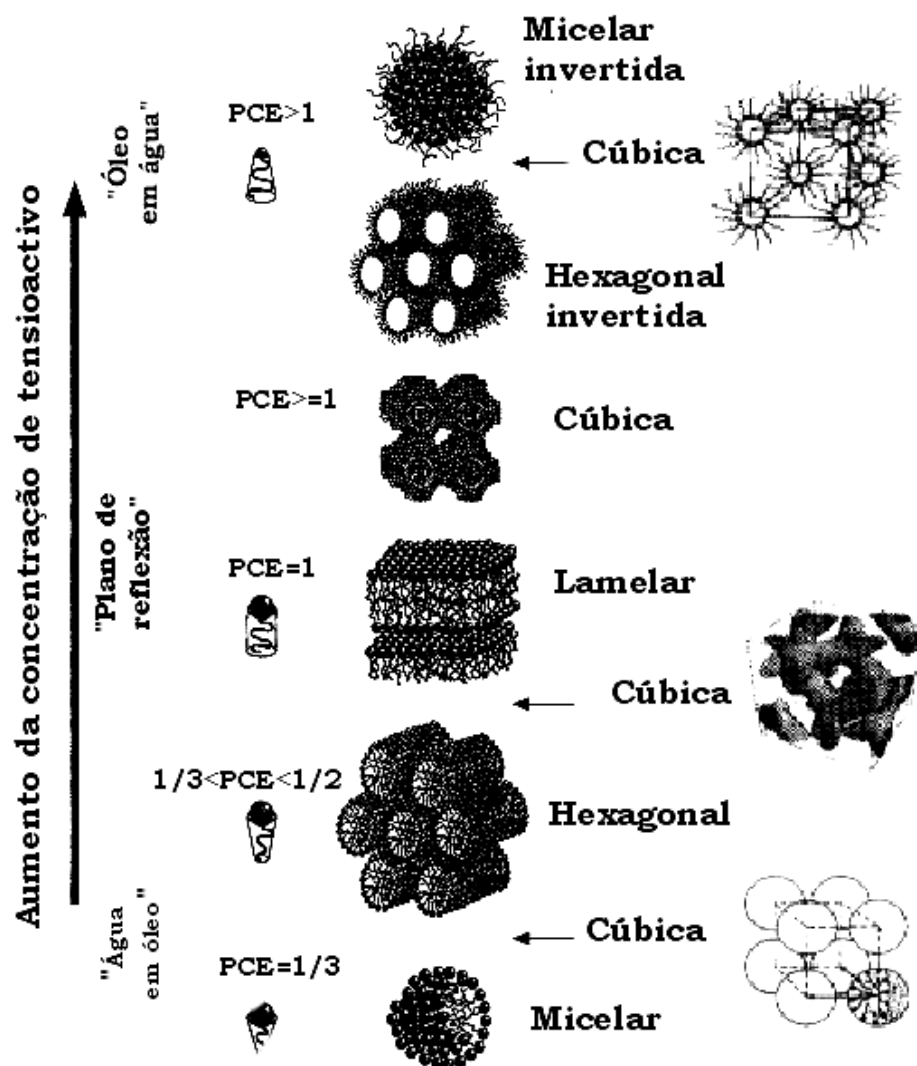 Micelar
invertida
PCE>1
Cúbica
"Óleo
em água"
Hexagonal
invertida
PCE>=1
Cúbica
Aumento da concentração de tensioactivo
"Plano de
reflexão"
PCE=1
Lamelar
Cúbica
1/3<PCE<1/2
Hexagonal
"Água
em óleo"
Cúbica
PCE=1/3
Micelar